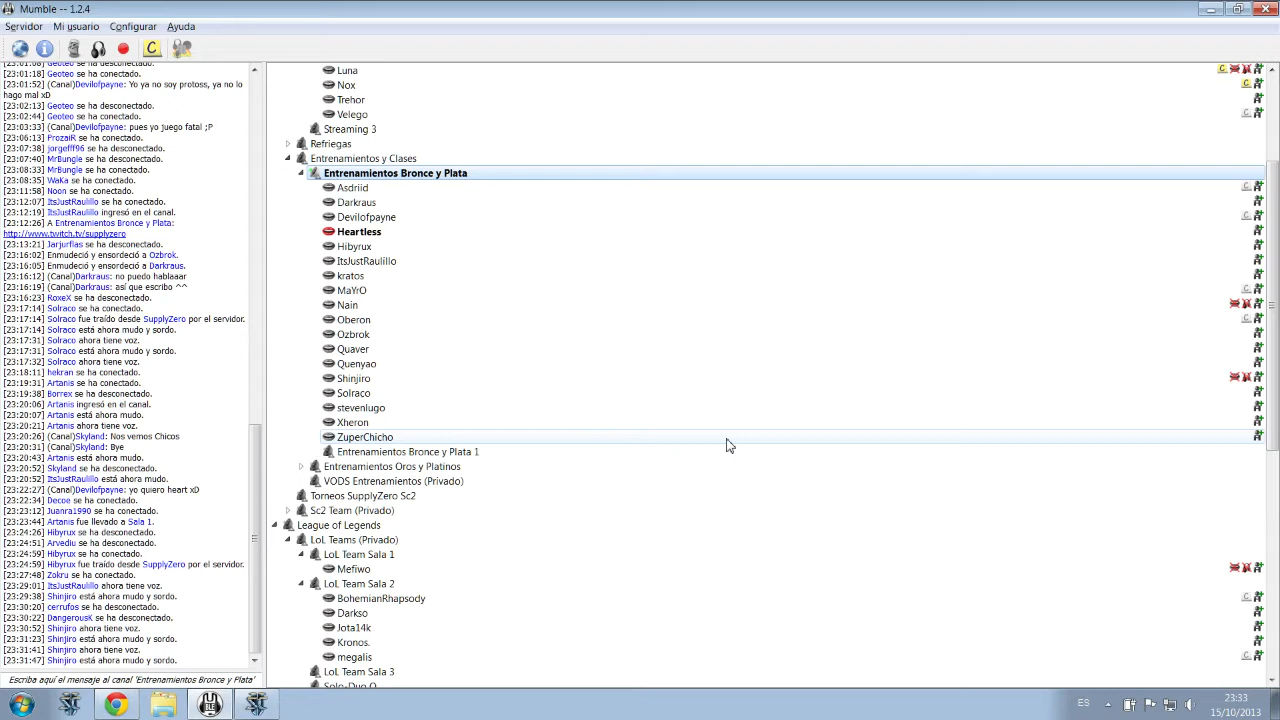 Mumble -- 1.2.4
Servidor Mi usuario Configurar Ayuda
[23:01:08] Geoteo se ha desconectado.
[23:01:18] Geoteo se ha conectado.
[23:01:52] (Canal)Devilofpayne: Yo ya no soy protoss, ya no lo
hago mal xD
[23:02:13] Geoteo se ha desconectado.
[23:02:44] Geoteo se ha conectado.
[23:03:33] (Canal)Devilofpayne: pues yo juego fatal ;P
[23:06:13] ProzaiR se ha conectado.
[23:07:38] jorgefff96 se ha desconectado.
[23:07:40] MrBungle se ha desconectado.
[23:08:33] MrBungle se ha conectado.
[23:08:35] WaKa se ha conectado.
[23:11:58] Noon se ha conectado.
[23:12:07] ItsJustRaulillo se ha conectado.
[23:12:19] ItsJustRaulillo ingresó en el canal.
[23:12:26] A Entrenamientos Bronce y Plata:
http://www.twitch.tv/supplyzero
[23:13:21] Jarjurflas se ha desconectado.
[23:16:02] Enmudeció y ensordeció a Ozbrok.
[23:16:05] Enmudeció y ensordeció a Darkraus.
[23:16:12] (Canal)Darkraus: no puedo hablaaar
[23:16:19] (Canal)Darkraus: así que escribo ^^
[23:16:23] RoxeX se ha desconectado.
[23:17:14] Solraco se ha conectado.
[23:17:14] Solraco fue traído desde SupplyZero por el servidor.
[23:17:14] Solraco está ahora mudo y sordo.
[23:17:31] Solraco ahora tiene voz.
[23:17:31] Solraco está ahora mudo y sordo.
[23:17:32] Solraco ahora tiene voz.
[23:18:11] hekran se ha conectado.
[23:19:31] Artanis se ha conectado.
[23:19:38] Borrex se ha desconectado.
[23:20:06] Artanis ingresó en el canal.
[23:20:07] Artanis está ahora mudo.
[23:20:21] Artanis ahora tiene voz.
[23:20:26] (Canal)Skyland: Nos vemos Chicos
[23:20:31] (Canal)Skyland: Bye
[23:20:43] Artanis está ahora mudo.
[23:20:52] Skyland se ha desconectado.
[23:20:52] ItsJustRaulillo está ahora mudo.
[23:22:27] (Canal)Devilofpayne: yo quiero heart xD
[23:22:34] Decoe se ha conectado.
[23:23:12] Juanra1990 se ha conectado.
[23:23:44] Artanis fue llevado a Sala 1.
[23:24:26] Hibyrux se ha desconectado.
[23:24:51] Arvediu se ha desconectado.
[23:24:59] Hibyrux se ha conectado.
[23:24:59] Hibyrux fue traído desde SupplyZero por el servidor.
[23:27:48] Zokru se ha conectado.
[23:29:01] ItsJustRaulillo ahora tiene voz.
[23:29:38] Shinjiro está ahora mudo y sordo.
[23:30:20] cerrufos se ha desconectado.
[23:30:22] DangerousK se ha desconectado.
[23:30:52] Shinjiro ahora tiene voz.
[23:31:23] Shinjiro está ahora mudo y sordo.
[23:31:41] Shinjiro ahora tiene voz.
[23:31:47] Shinjiro está ahora mudo y sordo.
Escriba aquí el mensaje al canal 'Entrenamientos Bronce y Plata'
Luna
Nox
Trehor
Velego
Streaming 3
Refriegas
Entrenamientos y Clases
Entrenamientos Bronce y Plata
Asdriid
Darkraus
Devilofpayne
Heartless
Hibyrux
ItsJustRaulillo
kratos
MaYrO
Nain
Oberon
Ozbrok
Quaver
Quenyao
Shinjiro
Solraco
stevenlugo
Xheron
ZuperChicho
Entrenamientos Bronce y Plata 1
Entrenamientos Oros y Platinos
VODS Entrenamientos (Privado)
Torneos SupplyZero Sc2
Sc2 Team (Privado)
League of Legends
LoL Teams (Privado)
LoL Team Sala 1
Mefiwo
LoL Team Sala 2
BohemianRhapsody
Darkso
Jota14k
Kronos.
megalis
LoL Team Sala 3
Solo-Duo Q
ES
23:33
15/10/2013